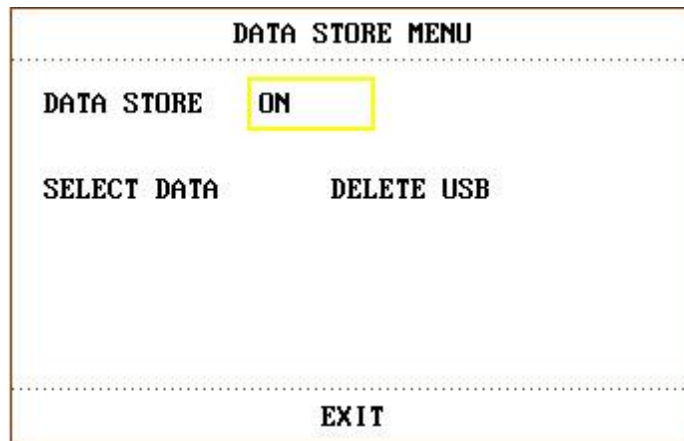 DATA STORE MENU
DATA STORE ON
SELECT DATA DELETE USB
EXIT